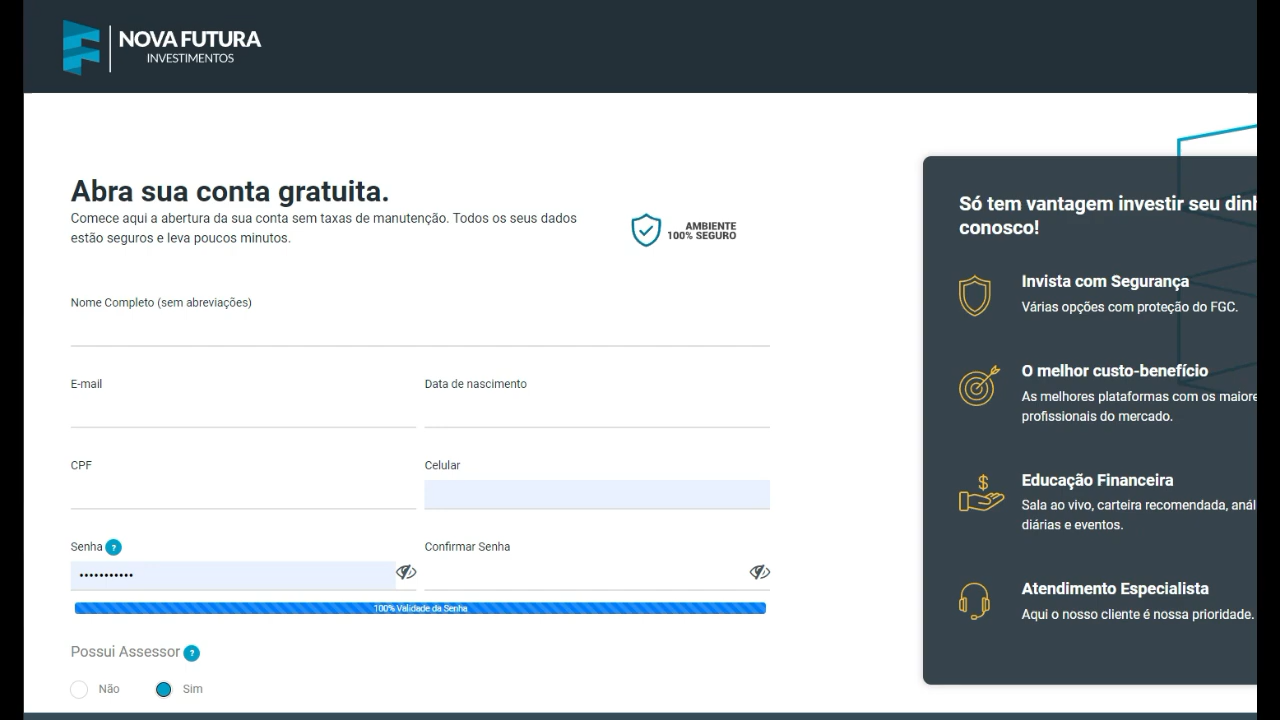 NOVA FUTURA
INVESTIMENTOS
Abra sua conta gratuita.
Comece aqui a abertura da sua conta sem taxas de manutenção. Todos os seus dados
estão seguros e leva poucos minutos.
AMBIENTE
100% SEGURO
Nome Completo (sem abreviações)
E-mail
Data de nascimento
CPF
Celular
Senha ?
Confirmar Senha
•••••••••••
100% Validade da Senha
Possui Assessor ?
Não
Sim
Só tem vantagem investir seu dinh
conosco!
Invista com Segurança
Várias opções com proteção do FGC.
O melhor custo-benefício
As melhores plataformas com os maiore
profissionais do mercado.
Educação Financeira
Sala ao vivo, carteira recomendada, anál
diárias e eventos.
Atendimento Especialista
Aqui o nosso cliente é nossa prioridade.